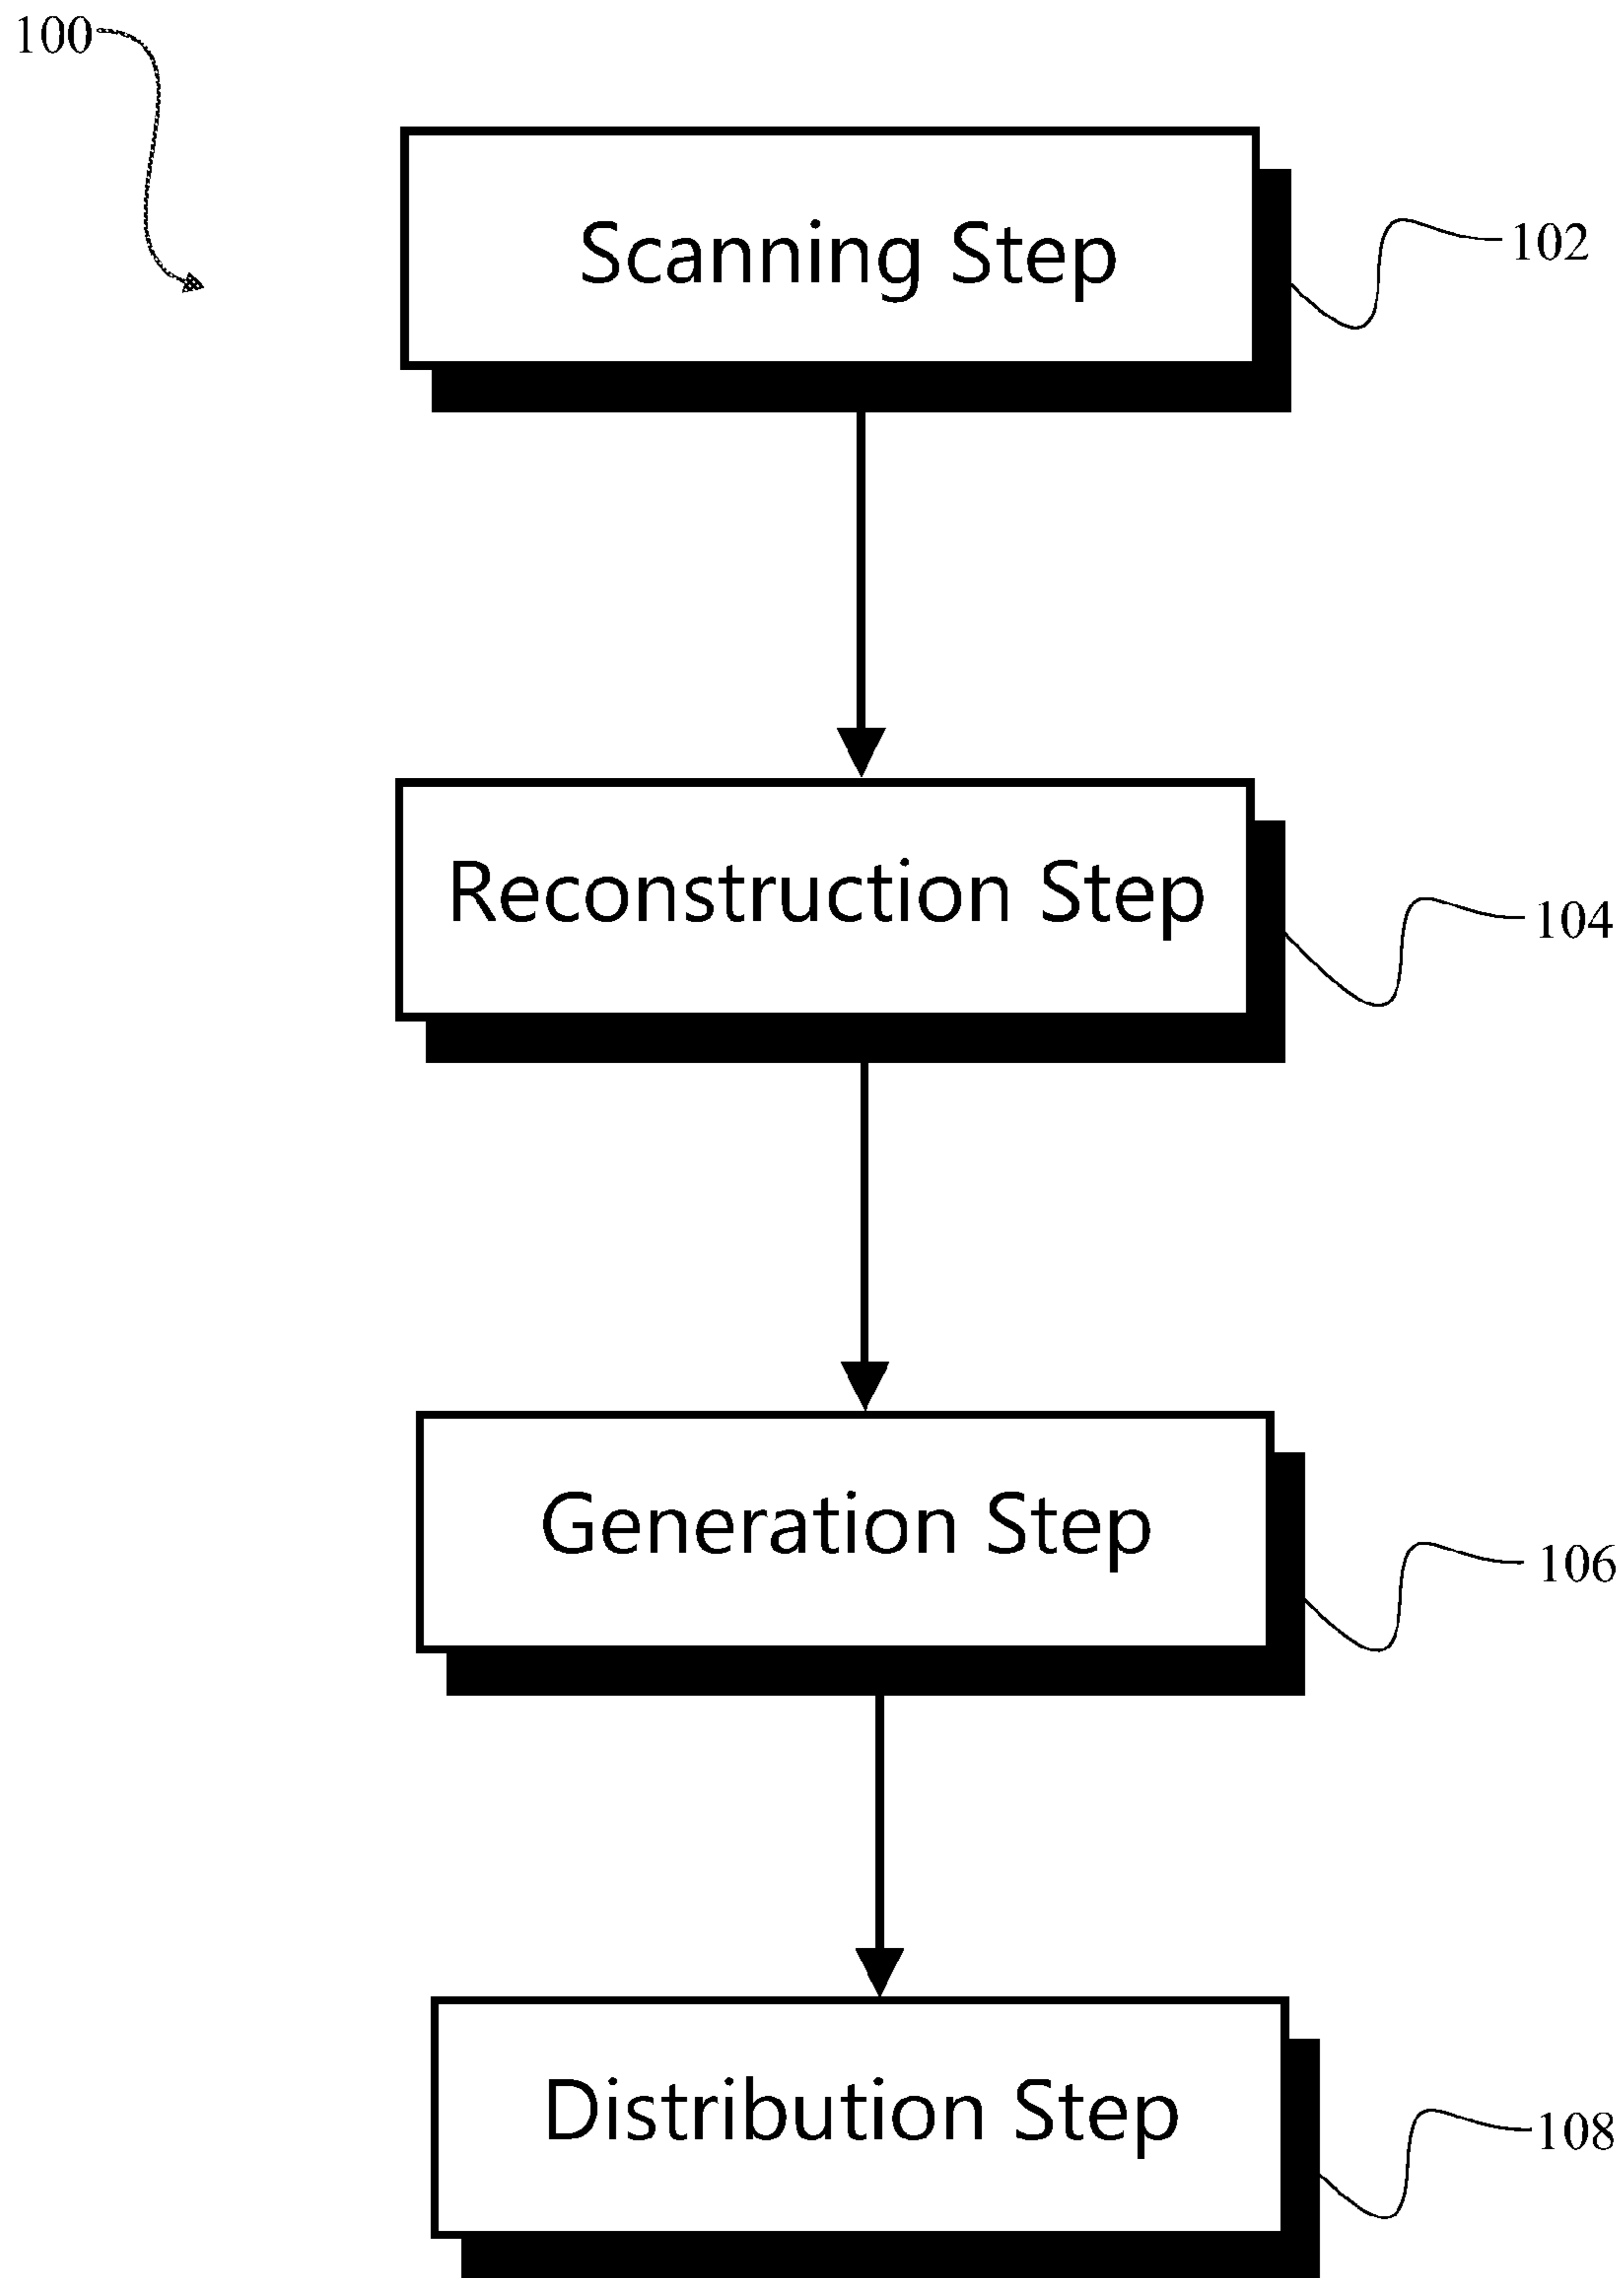 100
Scanning Step
102
Reconstruction Step
104
Generation Step
106
Distribution Step
108